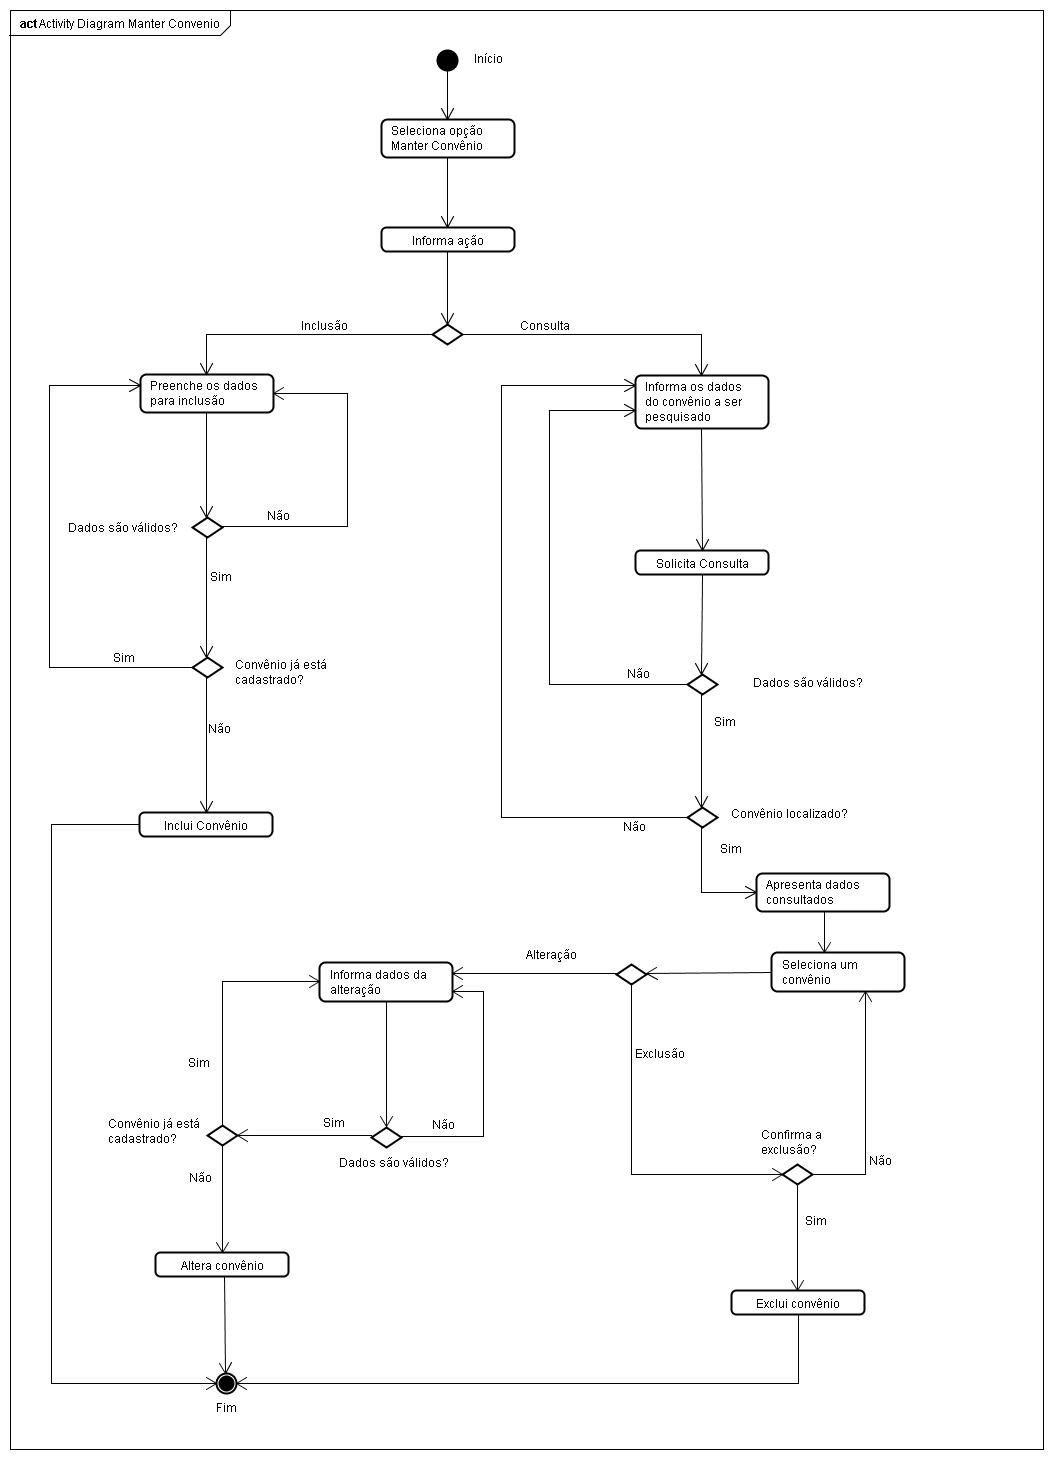 act Activity Diagram Manter Convenio
Início
Seleciona opção
Manter Convênio
Informa ação
Inclusão
Consulta
Preenche os dados
para inclusão
Informa os dados
do convênio a ser
pesquisado
Não
Dados são válidos?
Sim
Solicita Consulta
Sim
Convênio já está
cadastrado?
Não
Dados são válidos?
Sim
Não
Inclui Convênio
Não
Convênio localizado?
Sim
Apresenta dados
consultados
Alteração
Informa dados da
alteração
Seleciona um
convênio
Exclusão
Sim
Convênio já está
cadastrado?
Sim
Não
Dados são válidos?
Confirma a
exclusão?
Não
Não
Sim
Altera convênio
Exclui convênio
Fim